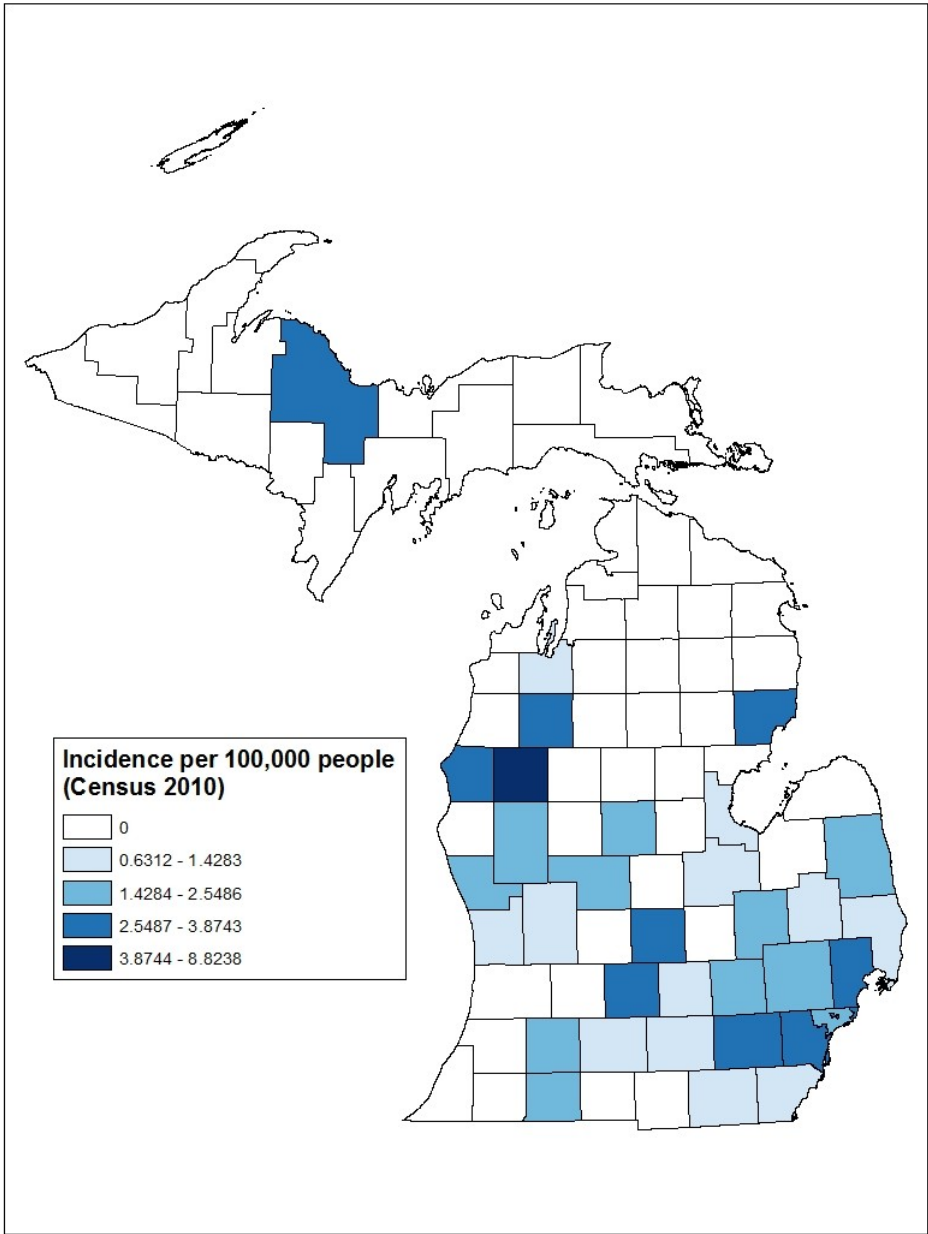 Incidence per 100,000 people
(Census 2010)
0
0.6312 - 1.4283
1.4284 - 2.5486
2.5487 - 3.8743
3.8744 - 8.8238